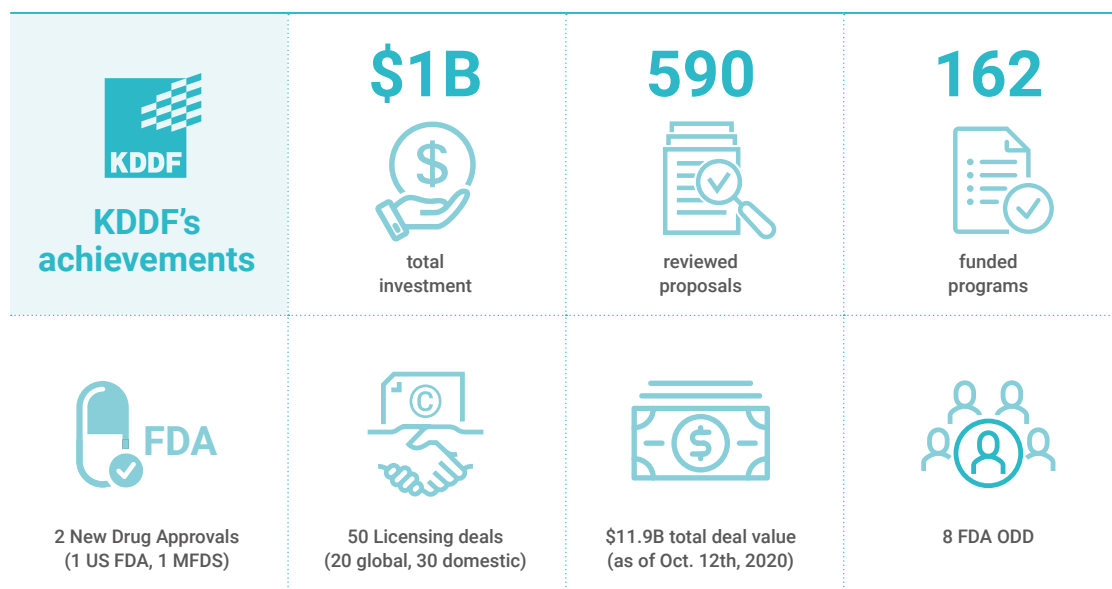 KDDF
KDDF’s
achievements
$1B
$
total
investment
590
reviewed
proposals
162
funded
programs
FDA
2 New Drug Approvals
(1 US FDA, 1 MFDS)
©
50 Licensing deals
(20 global, 30 domestic)
$
$11.9B total deal value
(as of Oct. 12th, 2020)
8 FDA ODD